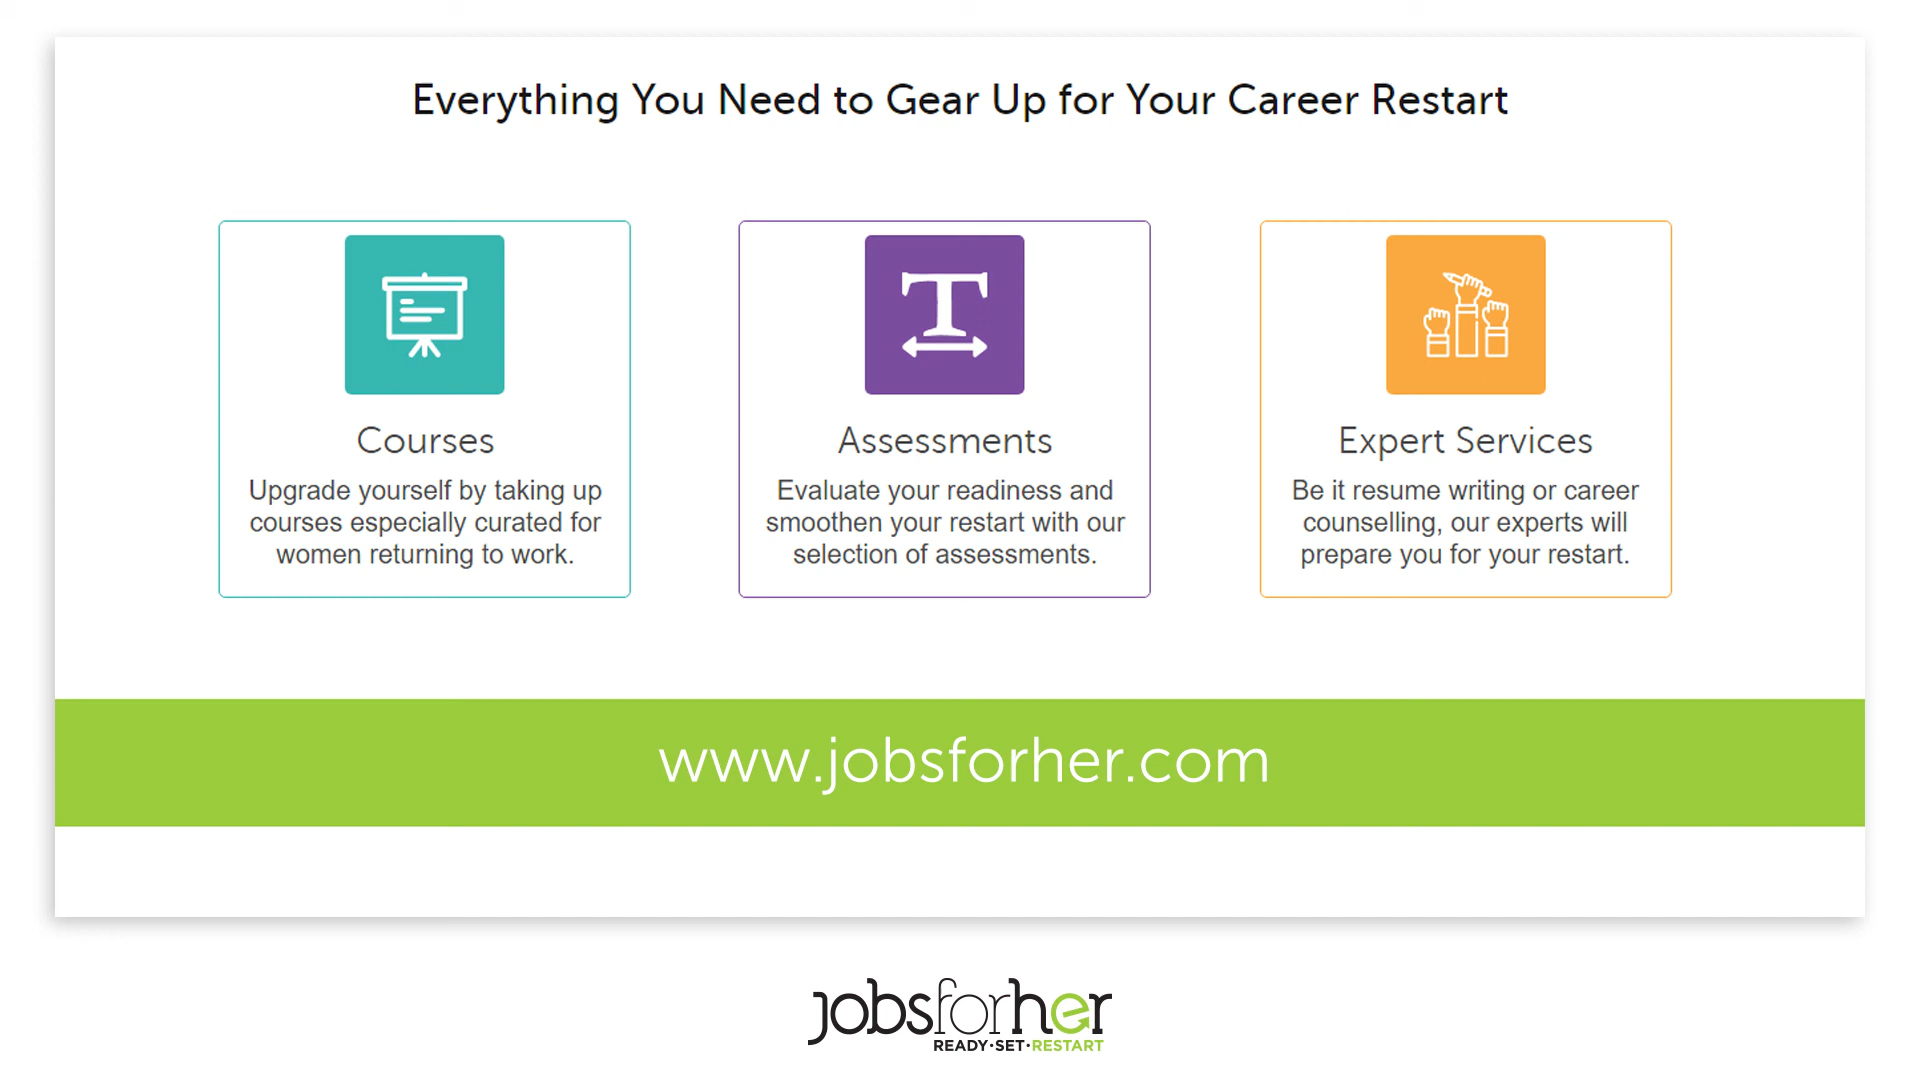 Everything You Need to Gear Up for Your Career Restart
Courses
Upgrade yourself by taking up
courses especially curated for
women returning to work.
T
Assessments
Evaluate your readiness and
smoothen your restart with our
selection of assessments.
Expert Services
Be it resume writing or career
counselling, our experts will
prepare you for your restart.
www.jobsforher.com
jobsforher
READY·SET·RESTART